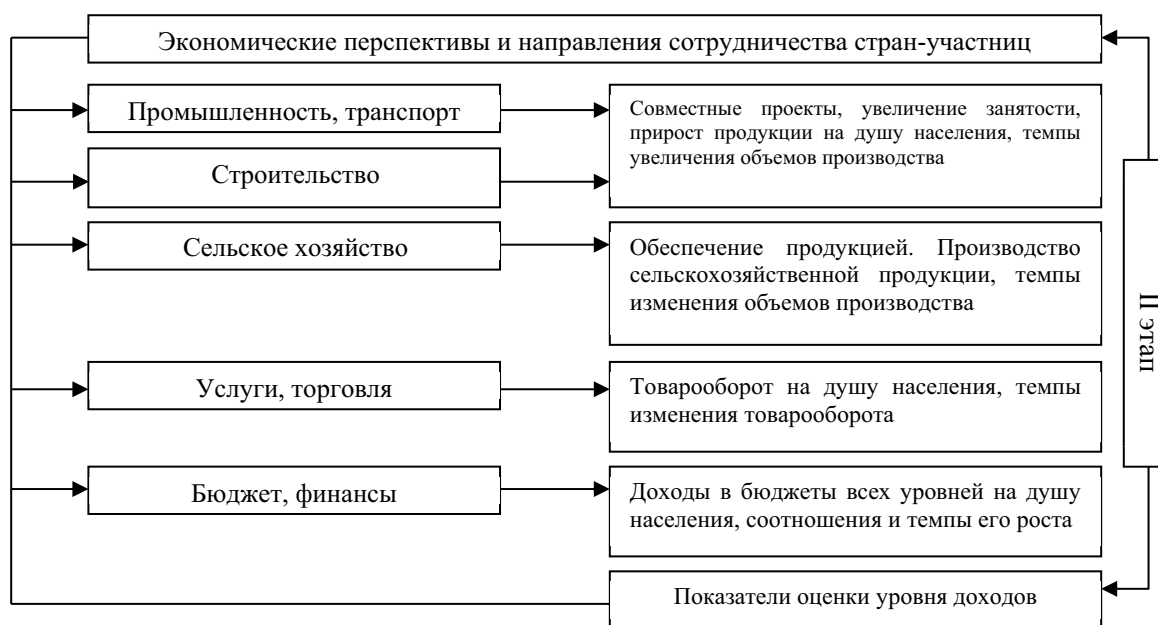 Экономические перспективы и направления сотрудничества стран-участниц
Промышленность, транспорт
Совместные проекты, увеличение занятости,
прирост продукции на душу населения, темпы
увеличения объемов производства
Строительство
Сельское хозяйство
Обеспечение продукцией. Производство
сельскохозяйственной продукции, темпы
изменения объемов производства
II этап
Услуги, торговля
Товарооборот на душу населения, темпы
изменения товарооборота
Бюджет, финансы
Доходы в бюджеты всех уровней на душу
населения, соотношения и темпы его роста
Показатели оценки уровня доходов